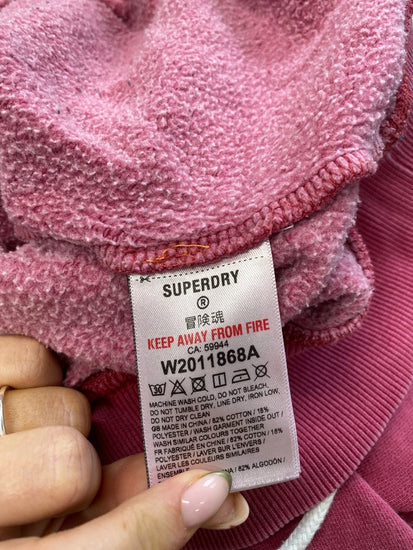 SUPERDRY
®
冒険魂
KEEP AWAY FROM FIRE
CA: 59944
W2011868A
MACHINE WASH COLD, DO NOT BLEACH.
DO NOT TUMBLE DRY, LINE DRY, IRON LOW,
DO NOT DRY CLEAN
GB MADE IN CHINA / 82% COTTON / 18%
POLYESTER / WASH GARMENT INSIDE OUT /
WASH SIMILAR COLOURS TOGETHER /
FR FABRIQUÉ EN CHINE / 82% COTON / 18%
POLYESTER / LAVER SUR L'ENVERS /
LAVER LES COULEURS SIMILAIRES
CHINA / 82% ALGODÓN /